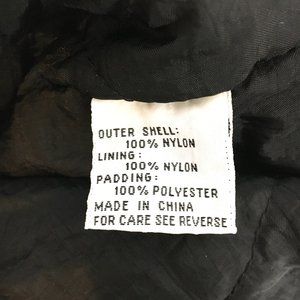 OUTER SHELL:
100% NYLON
LINING:
100% NYLON
PADDING:
100% POLYESTER
MADE IN CHINA
FOR CARE SEE REVERSE